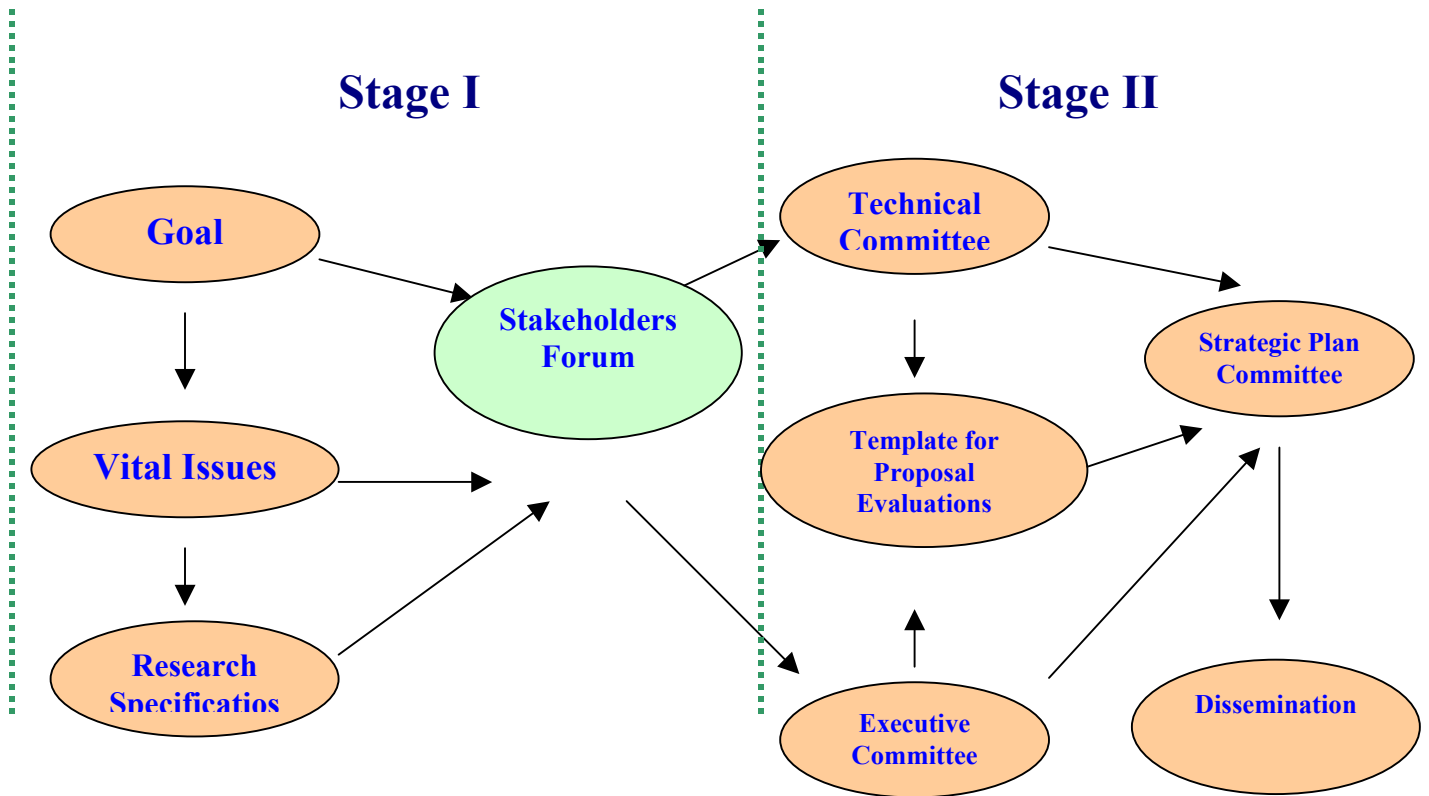 Stage I
Stage II
Goal
Vital Issues
Research
Specificatios
Stakeholders
Forum
Technical
Committee
Template for
Proposal
Evaluations
Executive
Committee
Strategic Plan
Committee
Dissemination